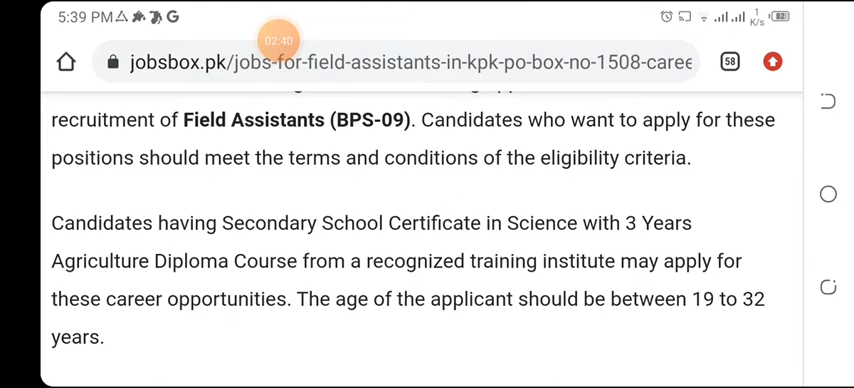 5:39 PM
1
K/s
82
02:40
jobsbox.pk/jobs-for-field-assistants-in-kpk-po-box-no-1508-caree
58
recruitment of Field Assistants (BPS-09). Candidates who want to apply for these
positions should meet the terms and conditions of the eligibility criteria.
Candidates having Secondary School Certificate in Science with 3 Years
Agriculture Diploma Course from a recognized training institute may apply for
these career opportunities. The age of the applicant should be between 19 to 32
years.